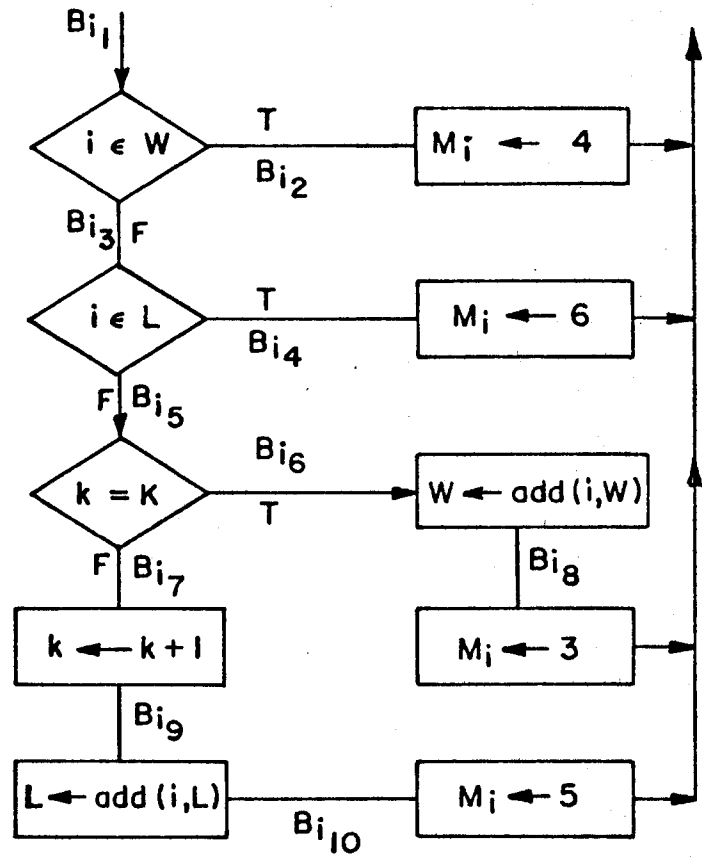 Bi1
i ϵ W
T
Bi2
Mi ← 4
Bi3 F
i ϵ L
T
Bi4
Mi ← 6
F Bi5
k = K
Bi6
T
W ← add(i,W)
F Bi7
Bi8
k ← k+1
Mi ← 3
Bi9
L ← add(i,L)
Bi10
Mi ← 5